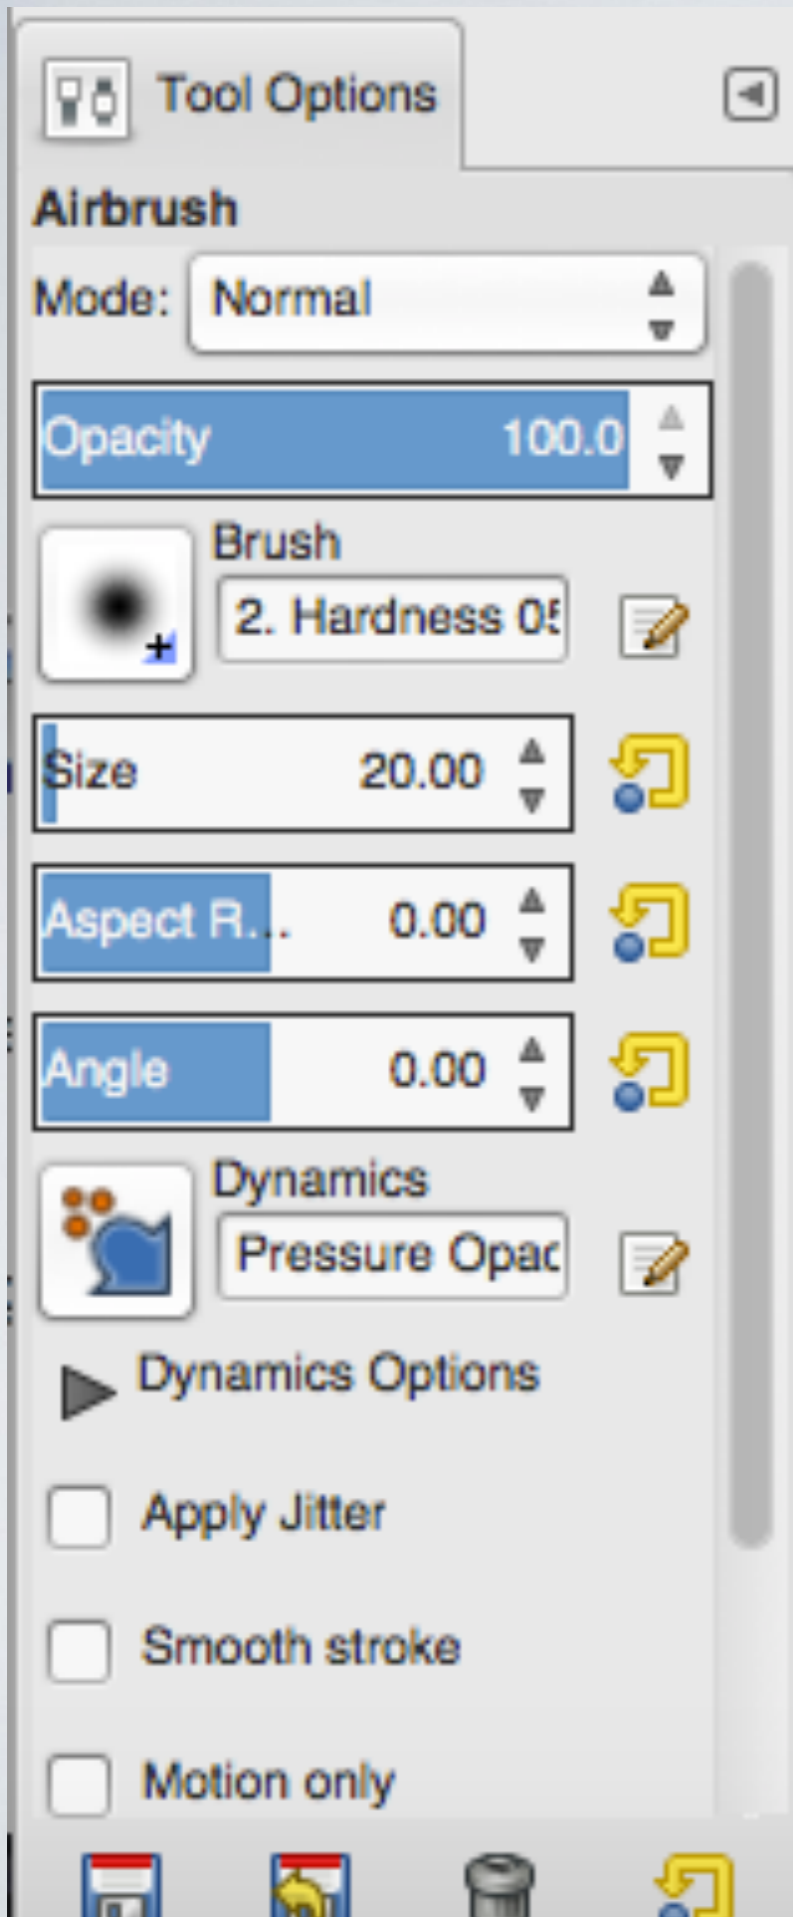 Tool Options
Airbrush
Mode: Normal
Opacity 100.0
Brush
2. Hardness 05
Size 20.00
Aspect R... 0.00
Angle 0.00
Dynamics
Pressure Opac
Dynamics Options
Apply Jitter
Smooth stroke
Motion only